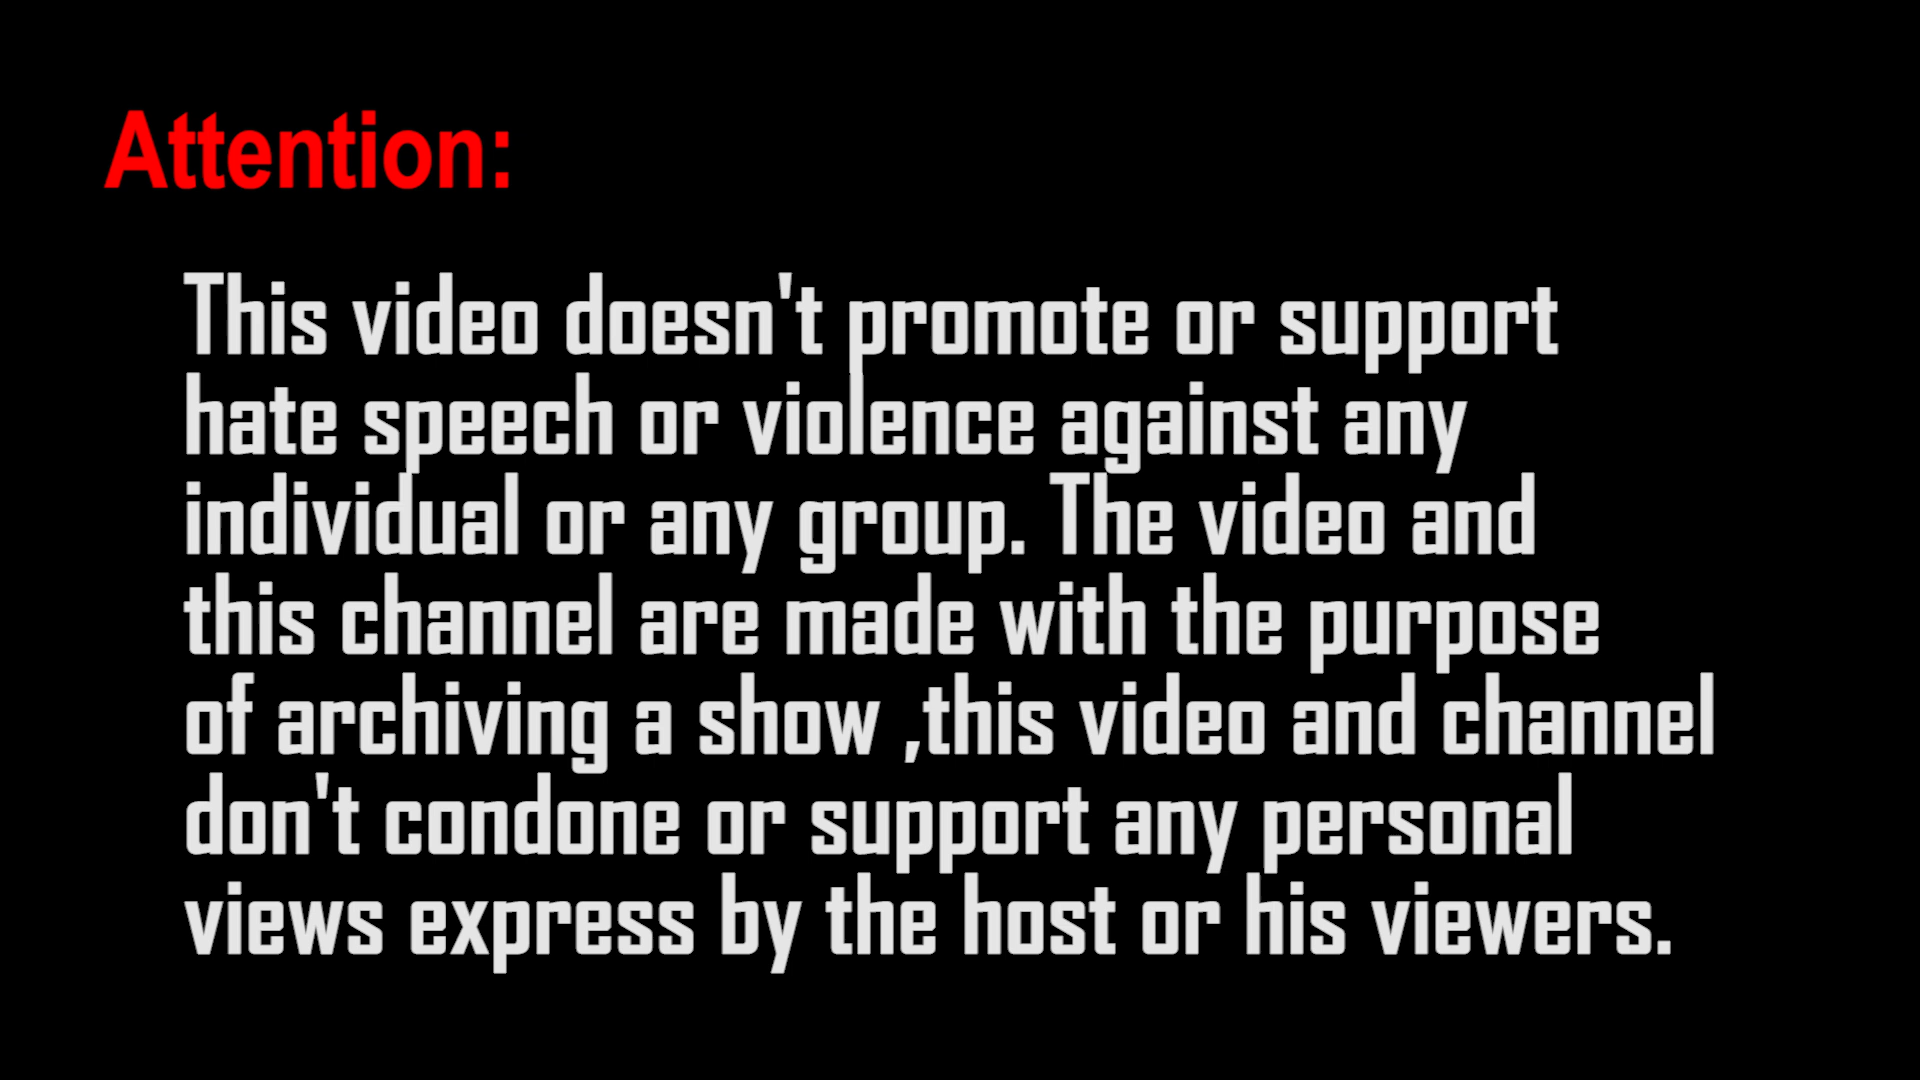 Attention:
This video doesn't promote or support
hate speech or violence against any
individual or any group. The video and
this channel are made with the purpose
of archiving a show ,this video and channel
don't condone or support any personal
views express by the host or his viewers.